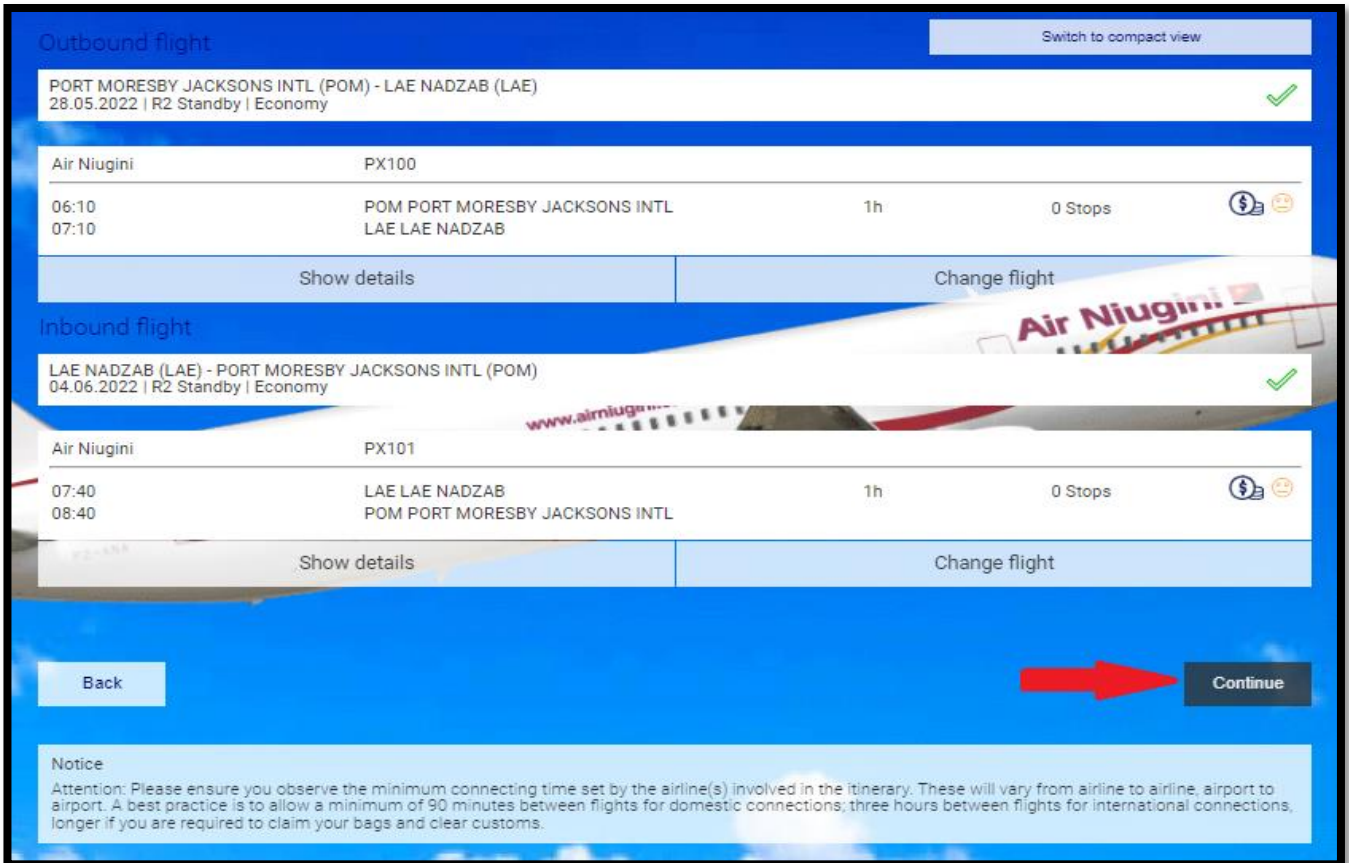 Outbound flight
Switch to compact view
PORT MORESBY JACKSONS INTL (POM) - LAE NADZAB (LAE)
28.05.2022 | R2 Standby | Economy
Air Niugini PX100
06:10 POM PORT MORESBY JACKSONS INTL 1h 0 Stops
07:10 LAE LAE NADZAB
Show details Change flight
Air Niugini
Inbound flight
LAE NADZAB (LAE) - PORT MORESBY JACKSONS INTL (POM)
04.06.2022 | R2 Standby | Economy
www.airniugini
Air Niugini PX101
07:40 LAE LAE NADZAB 1h 0 Stops
08:40 POM PORT MORESBY JACKSONS INTL
Show details Change flight
Back Continue
Notice
Attention: Please ensure you observe the minimum connecting time set by the airline(s) involved in the itinerary. These will vary from airline to airline, airport to
airport. A best practice is to allow a minimum of 90 minutes between flights for domestic connections; three hours between flights for international connections,
longer if you are required to claim your bags and clear customs.